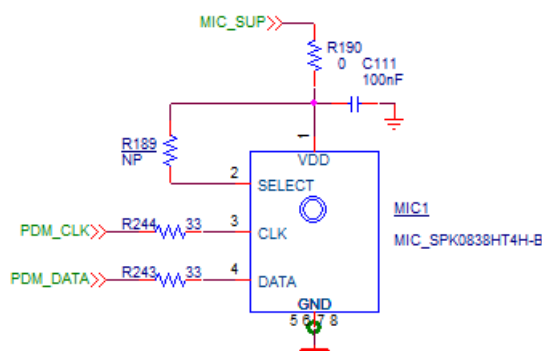 MIC_SUP
R190
0
C111
100nF
R189
NP
1
VDD
2
SELECT
PDM_CLK
R244
33
3
CLK
MIC1
MIC_SPK0838HT4H-B
PDM_DATA
R243
33
4
DATA
GND
5 6 7 8